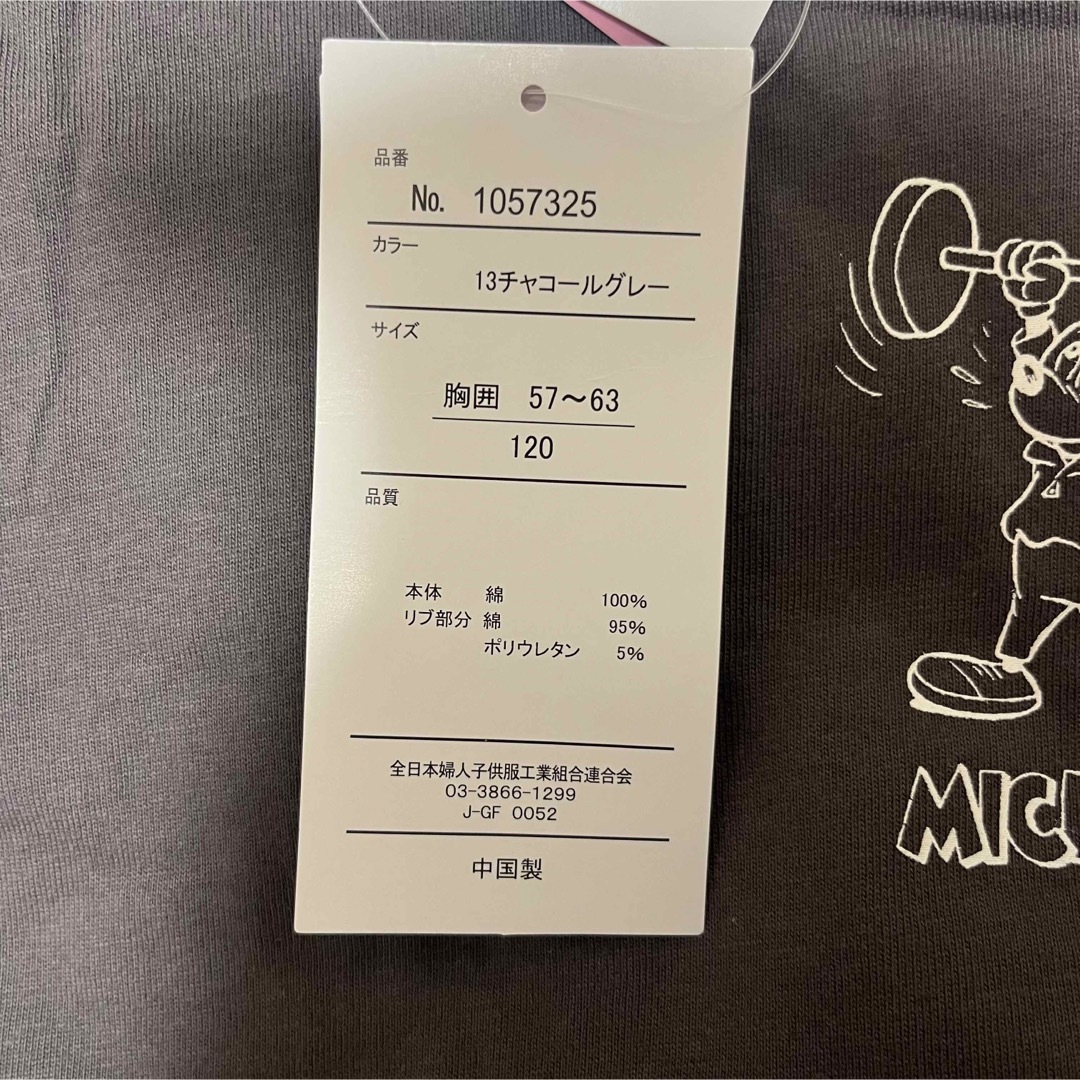 品番
No. 1057325
カラー
13チャコールグレー
サイズ
胸囲 57～63
120
品質
本体 綿 100%
リブ部分 綿 95%
ポリウレタン 5%
全日本婦人子供服工業組合連合会
03-3866-1299
J-GF 0052
中国製
MIC